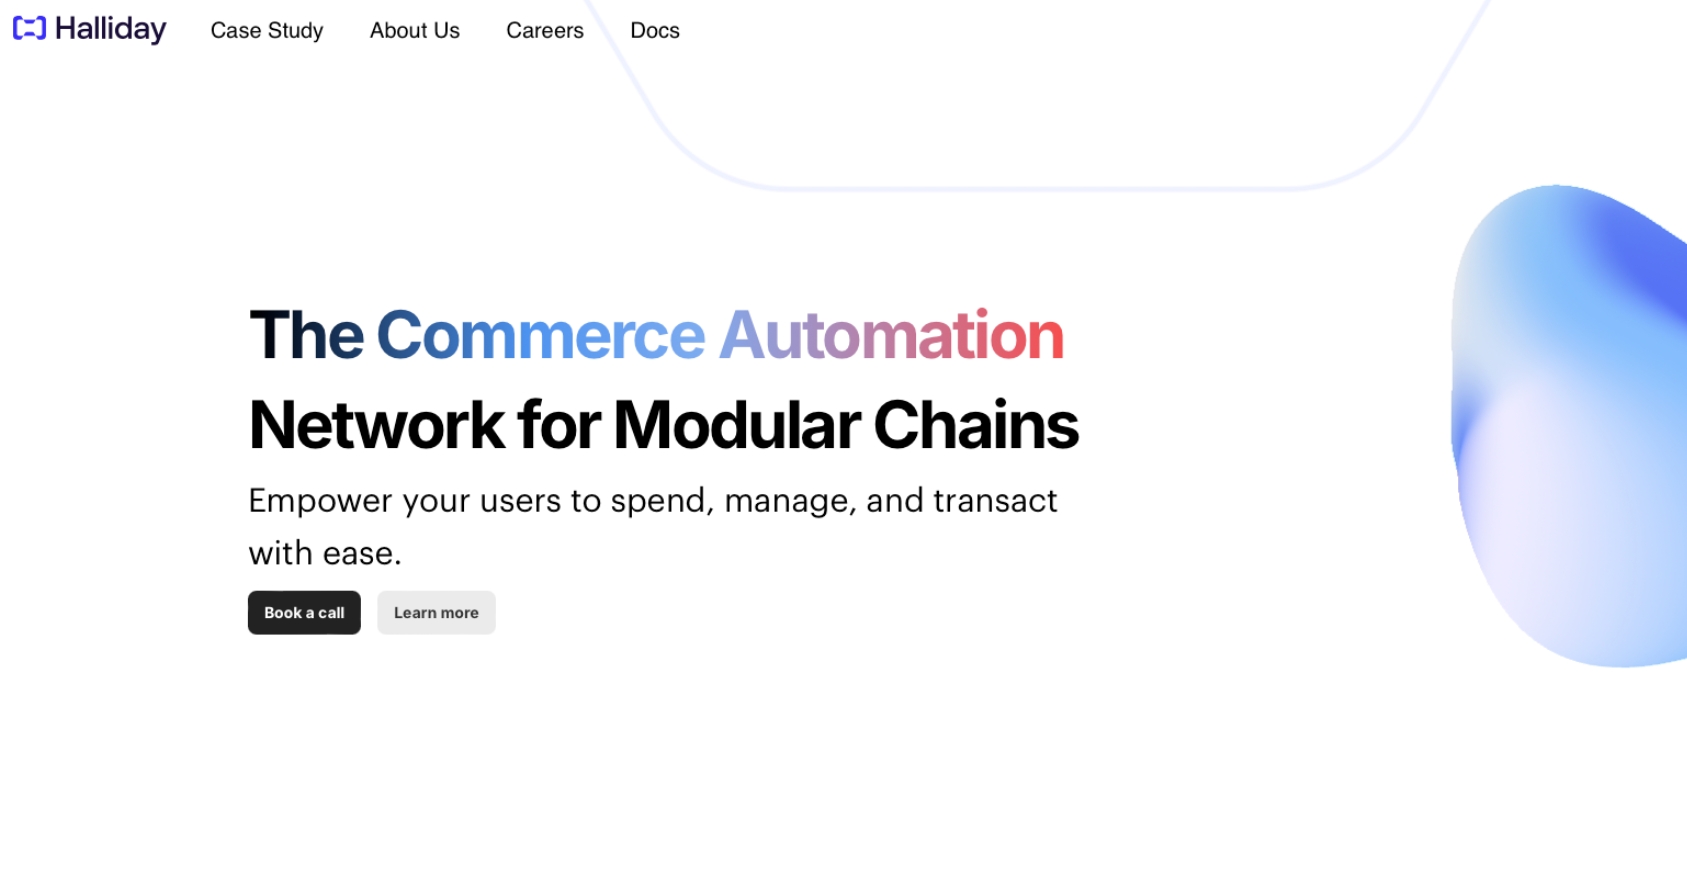 Halliday
Case Study
About Us
Careers
Docs
The Commerce Automation
Network for Modular Chains
Empower your users to spend, manage, and transact
with ease.
Book a call
Learn more